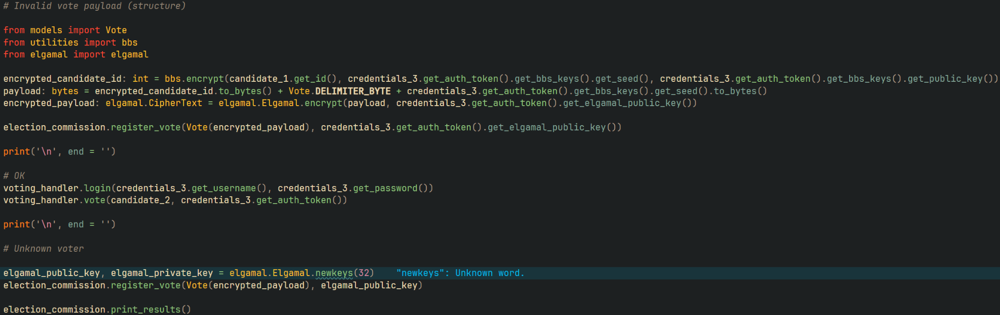 # Invalid vote payload (structure)
from models import Vote
from utilities import bbs
from elgamal import elgamal
encrypted_candidate_id: int = bbs.encrypt(candidate_1.get_id(), credentials_3.get_auth_token().get_bbs_keys().get_seed(), credentials_3.get_auth_token().get_bbs_keys().get_public_key())
payload: bytes = encrypted_candidate_id.to_bytes() + Vote.DELIMITER_BYTE + credentials_3.get_auth_token().get_bbs_keys().get_seed().to_bytes()
encrypted_payload: elgamal.CipherText = elgamal.Elgamal.encrypt(payload, credentials_3.get_auth_token().get_elgamal_public_key())
election_commission.register_vote(Vote(encrypted_payload), credentials_3.get_auth_token().get_elgamal_public_key())
print('\n', end = '')
# OK
voting_handler.login(credentials_3.get_username(), credentials_3.get_password())
voting_handler.vote(candidate_2, credentials_3.get_auth_token())
print('\n', end = '')
# Unknown voter
elgamal_public_key, elgamal_private_key = elgamal.Elgamal.newkeys(32) "newkeys": Unknown word.
election_commission.register_vote(Vote(encrypted_payload), elgamal_public_key)
election_commission.print_results()